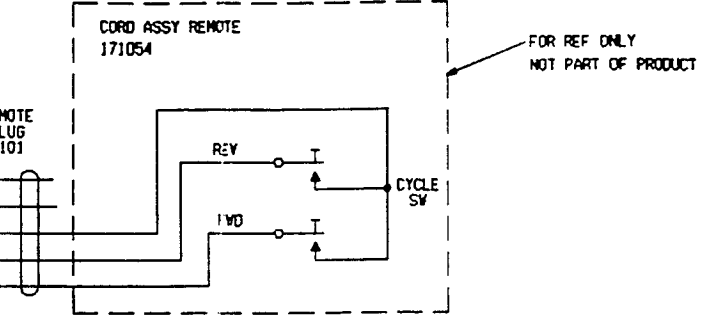 CORD ASSY REMOTE
171054
FOR REF ONLY
NOT PART OF PRODUCT
MOTE
LUG
101
REV
FWD
CYCLE
SW